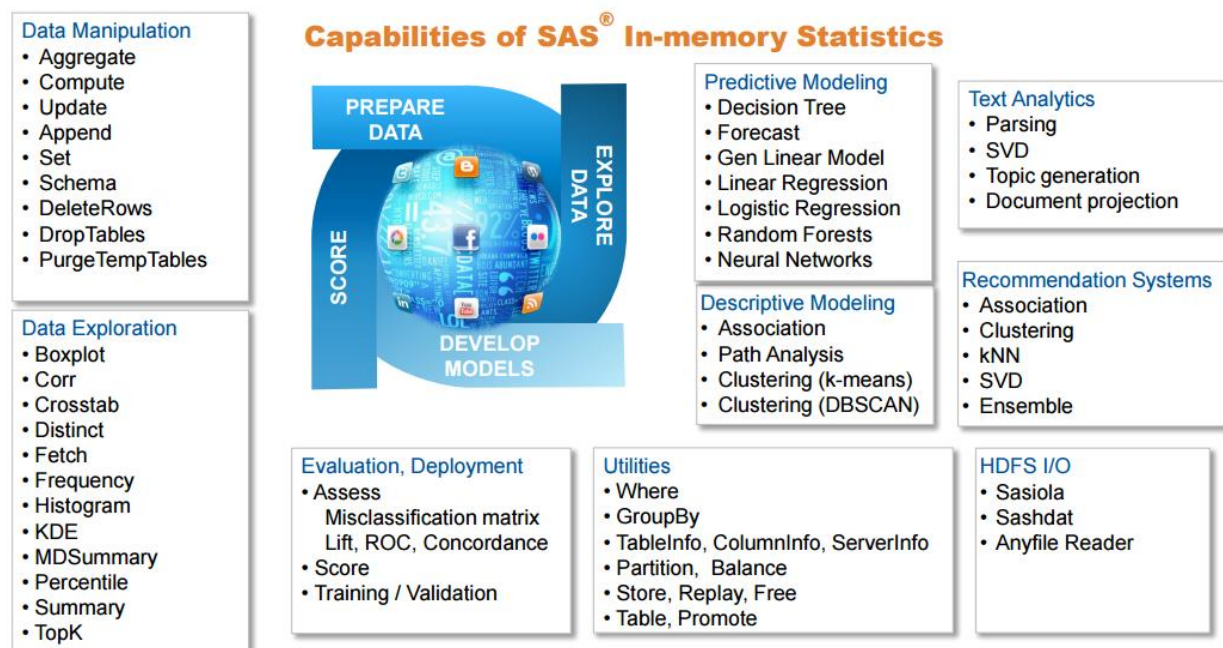 Capabilities of SAS® In-memory Statistics
Data Manipulation
• Aggregate
• Compute
• Update
• Append
• Set
• Schema
• DeleteRows
• DropTables
• PurgeTempTables
Data Exploration
• Boxplot
• Corr
• Crosstab
• Distinct
• Fetch
• Frequency
• Histogram
• KDE
• MDSummary
• Percentile
• Summary
• TopK
PREPARE
DATA
EXPLORE
DATA
SCORE
DEVELOP
MODELS
Predictive Modeling
• Decision Tree
• Forecast
• Gen Linear Model
• Linear Regression
• Logistic Regression
• Random Forests
• Neural Networks
Descriptive Modeling
• Association
• Path Analysis
• Clustering (k-means)
• Clustering (DBSCAN)
Text Analytics
• Parsing
• SVD
• Topic generation
• Document projection
Recommendation Systems
• Association
• Clustering
• kNN
• SVD
• Ensemble
Evaluation, Deployment
• Assess
Misclassification matrix
Lift, ROC, Concordance
• Score
• Training / Validation
Utilities
• Where
• GroupBy
• TableInfo, ColumnInfo, ServerInfo
• Partition, Balance
• Store, Replay, Free
• Table, Promote
HDFS I/O
• Sasiola
• Sashdat
• Anyfile Reader